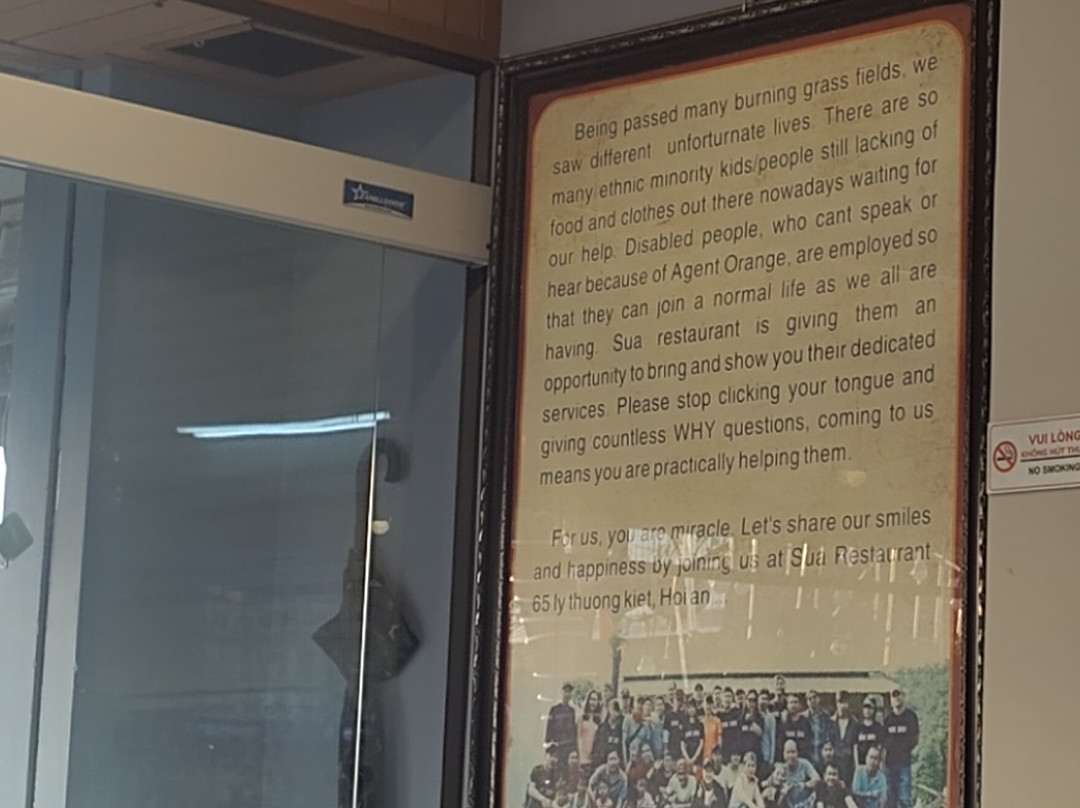 Being passed many burning grass fields, we
saw different unforturnate lives. There are so
many ethnic minority kids/people still lacking of
food and clothes out there nowadays waiting for
our help. Disabled people, who cant speak or
hear because of Agent Orange, are employed so
that they can join a normal life as we all are
having. Sua restaurant is giving them an
opportunity to bring and show you their dedicated
services. Please stop clicking your tongue and
giving countless WHY questions, coming to us
means you are practically helping them.
For us, you are miracle. Let's share our smiles
and happiness by joining us at Sua Restaurant
65 ly thuong kiet, Hoi an...
VUI LÒNG
KHÔNG HÚT
NO SMOKING